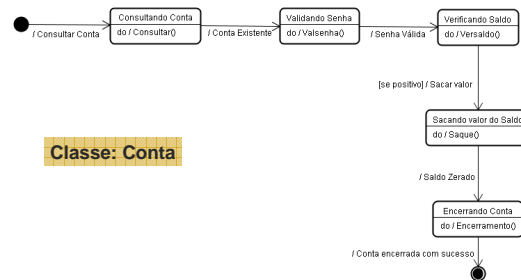 Consultando Conta
do / Consultar()
Validando Senha
do / Valsenha()
Verificando Saldo
do / Versaldo()
/ Consultar Conta
/ Conta Existente
/ Senha Válida
[se positivo] / Sacar valor
Sacando valor do Saldo
do / Saque()
Classe: Conta
/ Saldo Zerado
Encerrando Conta
do / Encerramento()
/ Conta encerrada com sucesso